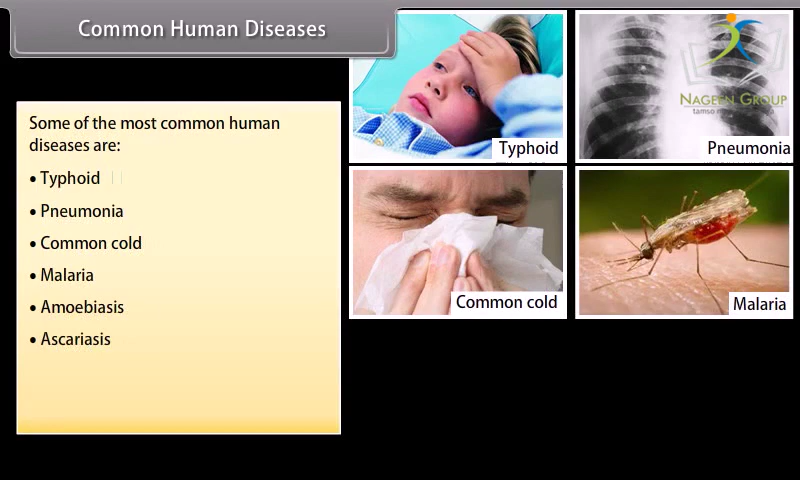 Common Human Diseases
Some of the most common human
diseases are:
• Typhoid
• Pneumonia
• Common cold
• Malaria
• Amoebiasis
• Ascariasis
Typhoid
NAGEEN GROUP
Pneumonia
Common cold
Malaria